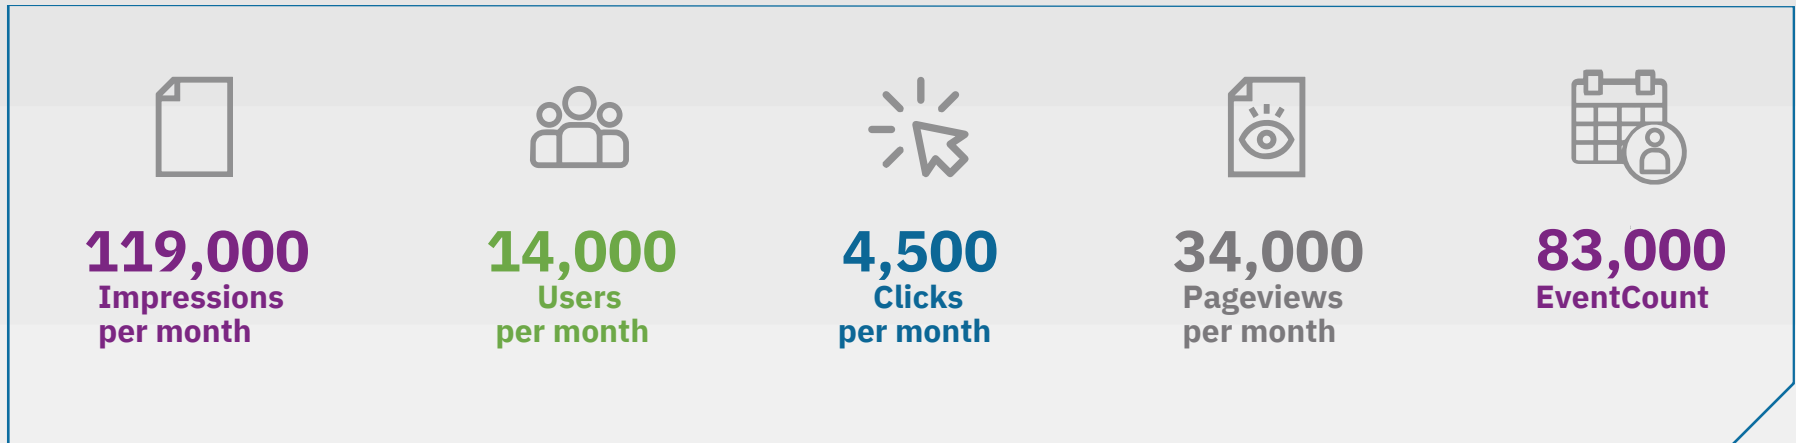 119,000
Impressions
per month
14,000
Users
per month
4,500
Clicks
per month
34,000
Pageviews
per month
83,000
EventCount